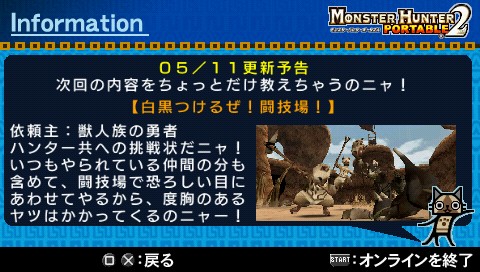 Information
MONSTER HUNTER
PORTABLE 2
05/11更新予告
次回の内容をちょっとだけ教えちゃうのニャ!
【白黒つけるぜ!闘技場!】
依頼主:獣人族の勇者
ハンター共への挑戦状だニャ!
いつもやられている仲間の分も
含めて、闘技場で恐ろしい目に
あわせてやるから、度胸のある
ヤツはかかってくるのニャー!
□×:戻る
START:オンラインを終了